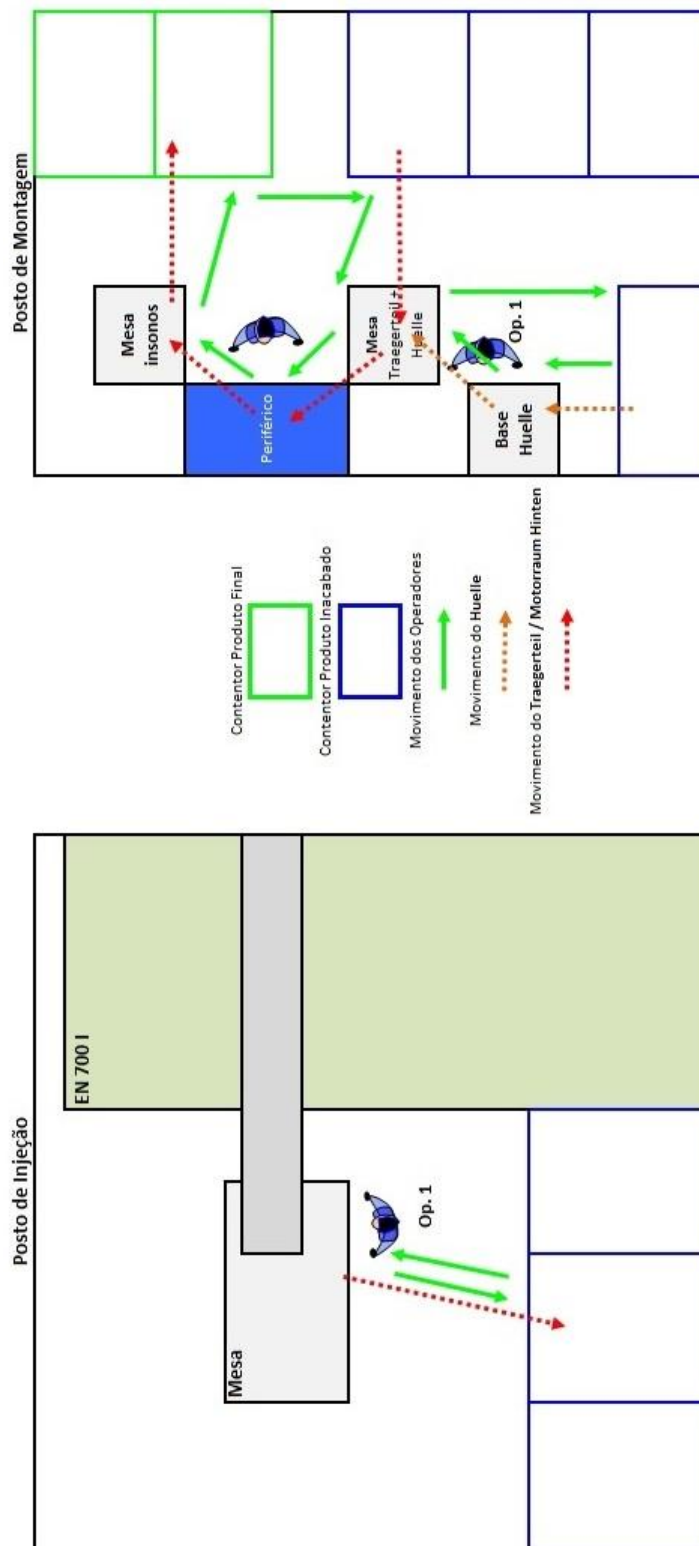 Posto de Injeção
EN 700 I
Mesa
Op. 1
Contentor Produto Final
Contentor Produto Inacabado
Movimento dos Operadores
Movimento do Huelle
Movimento do Traegerteil / Motorraum Hinten
Posto de Montagem
Mesa
insonos
Periférico
Mesa
Traegerteil +
Huelle
Op. 1
Base
Huelle